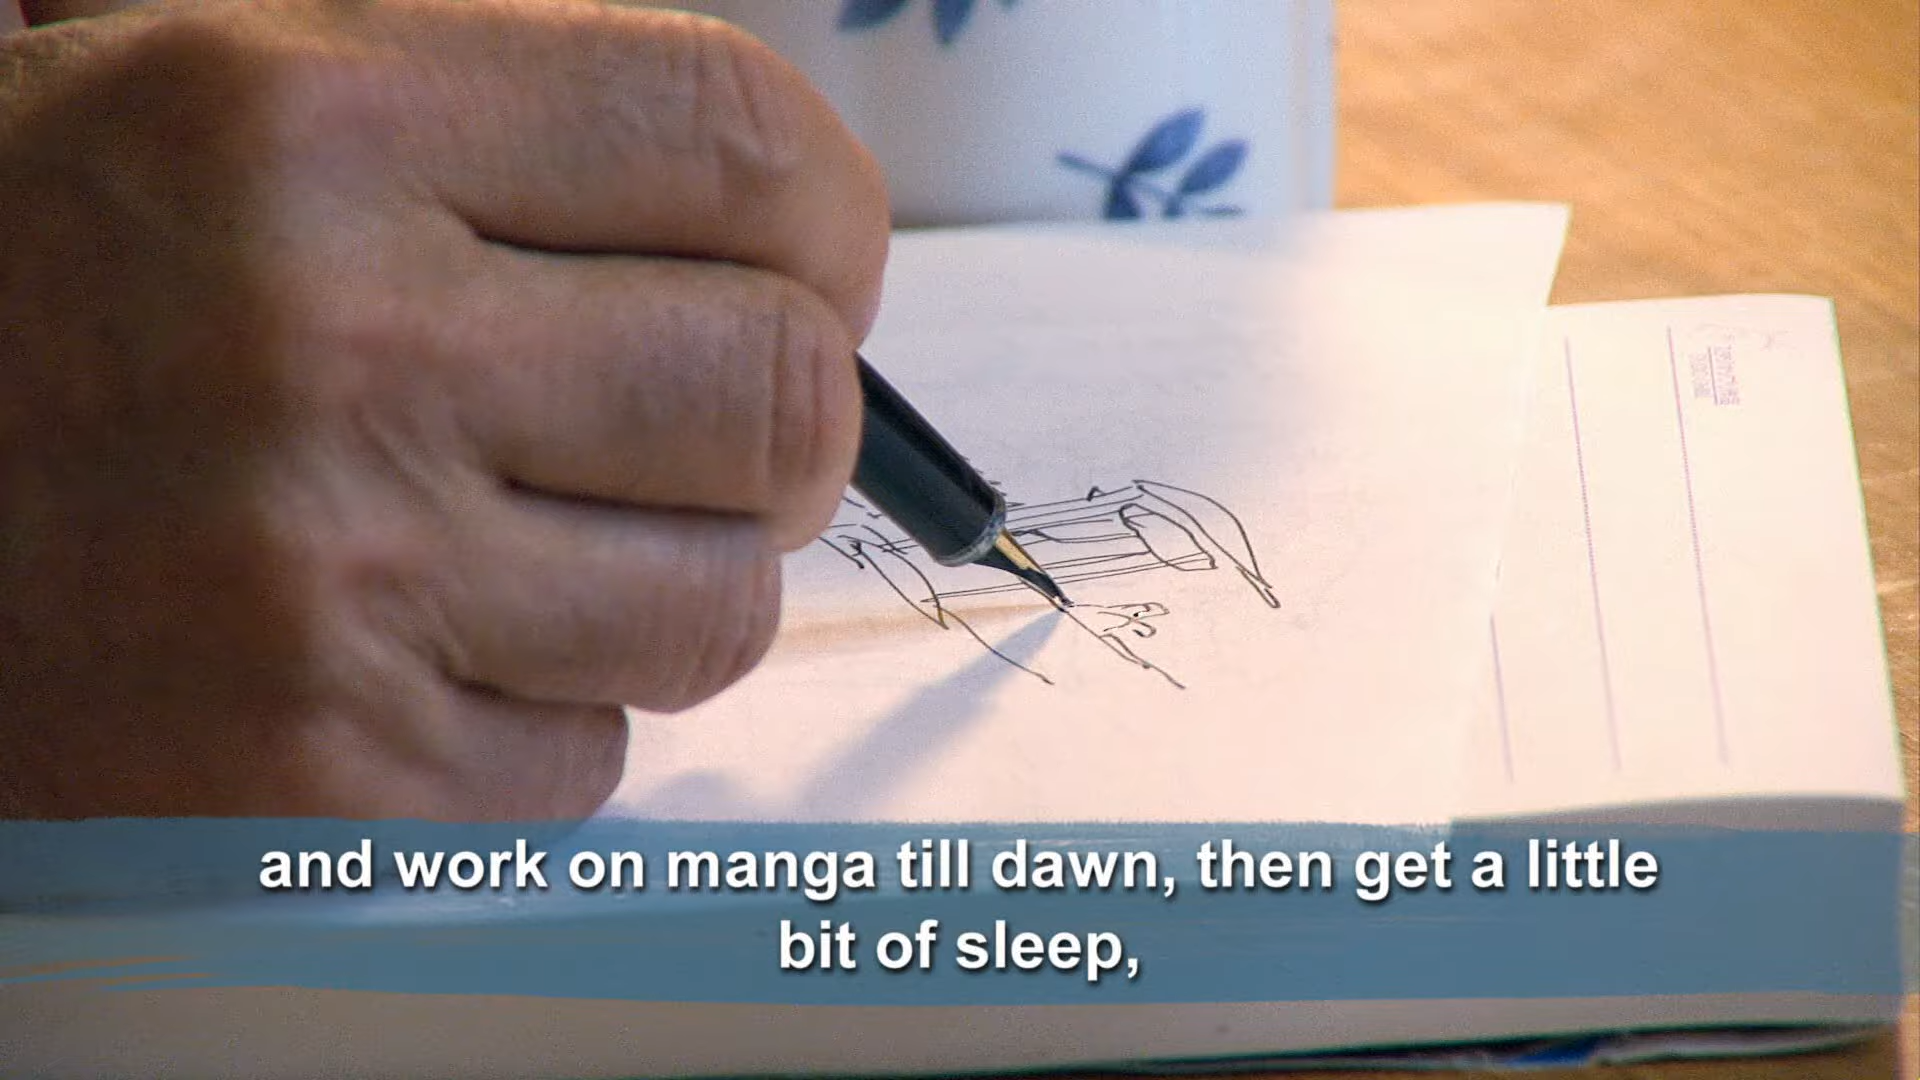 and work on manga till dawn, then get a little
bit of sleep,